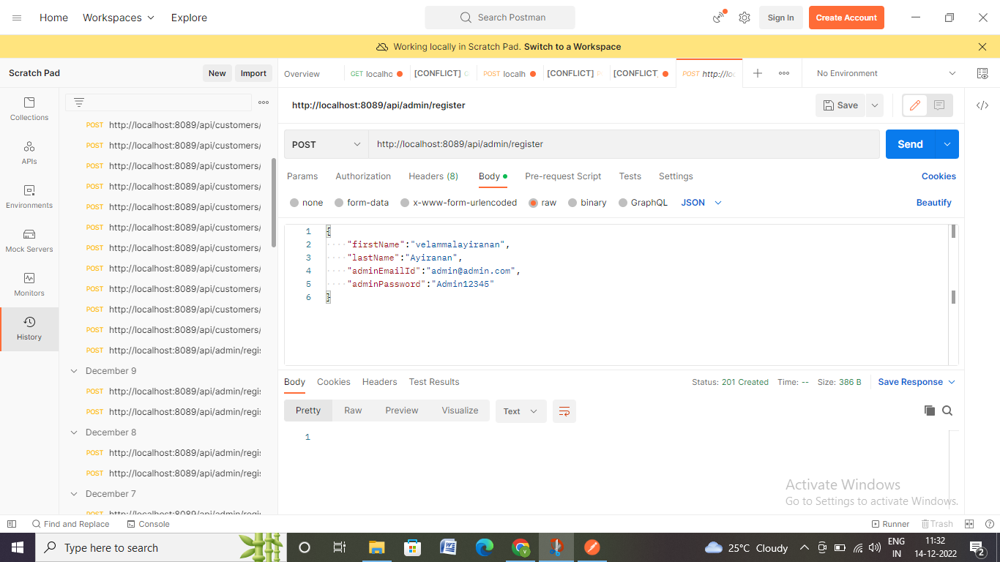 Home Workspaces Explore Search Postman Sign In Create Account
Working locally in Scratch Pad. Switch to a Workspace
Scratch Pad New Import
Overview GET localho [CONFLICT] POST localh [CONFLICT] [CONFLICT POST http://loc No Environment
Collections
APIs
Environments
Mock Servers
Monitors
History
POST http://localhost:8089/api/customers/
POST http://localhost:8089/api/customers/
POST http://localhost:8089/api/customers/
POST http://localhost:8089/api/customers/
POST http://localhost:8089/api/customers/
POST http://localhost:8089/api/customers/
POST http://localhost:8089/api/customers/
POST http://localhost:8089/api/customers/
POST http://localhost:8089/api/customers/
POST http://localhost:8089/api/customers/
POST http://localhost:8089/api/customers/
POST http://localhost:8089/api/admin/regi
December 9
POST http://localhost:8089/api/admin/regi
POST http://localhost:8089/api/admin/regi
December 8
POST http://localhost:8089/api/admin/regi
POST http://localhost:8089/api/admin/regi
December 7
POST http://localhost:8089/api/admin/regi
http://localhost:8089/api/admin/register Save
POST http://localhost:8089/api/admin/register Send
Params Authorization Headers (8) Body Pre-request Script Tests Settings Cookies
none form-data x-www-form-urlencoded raw binary GraphQL JSON Beautify
1 {
2 "firstName":"velammalayiranan",
3 "lastName":"Ayiranan",
4 "adminEmailId":"admin@admin.com",
5 "adminPassword":"Admin12345"
6 }
Body Cookies Headers Test Results Status: 201 Created Time: -- Size: 386 B Save Response
Pretty Raw Preview Visualize Text
1
Activate Windows
Go to Settings to activate Windows.
Find and Replace Console Runner Trash
Type here to search 25°C Cloudy ENG IN 11:32 14-12-2022 2